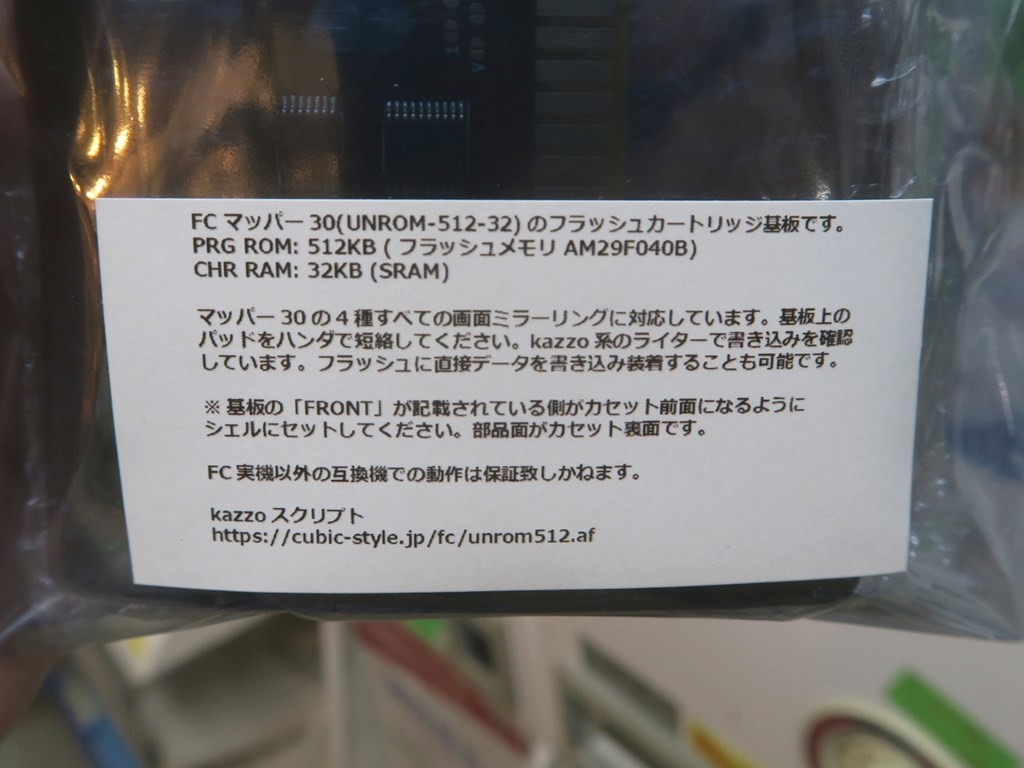 FC マッパー 30(UNROM-512-32) のフラッシュカートリッジ基板です。
PRG ROM: 512KB ( フラッシュメモリ AM29F040B)
CHR RAM: 32KB (SRAM)
マッパー 30 の 4 種すべての画面ミラーリングに対応しています。基板上の
パッドをハンダで短絡してください。kazzo 系のライターで書き込みを確認
しています。フラッシュに直接データを書き込み装着することも可能です。
※ 基板の「FRONT」が記載されている側がカセット前面になるように
シェルにセットしてください。部品面がカセット裏面です。
FC 実機以外の互換機での動作は保証致しかねます。
kazzo スクリプト
https://cubic-style.jp/fc/unrom512.af